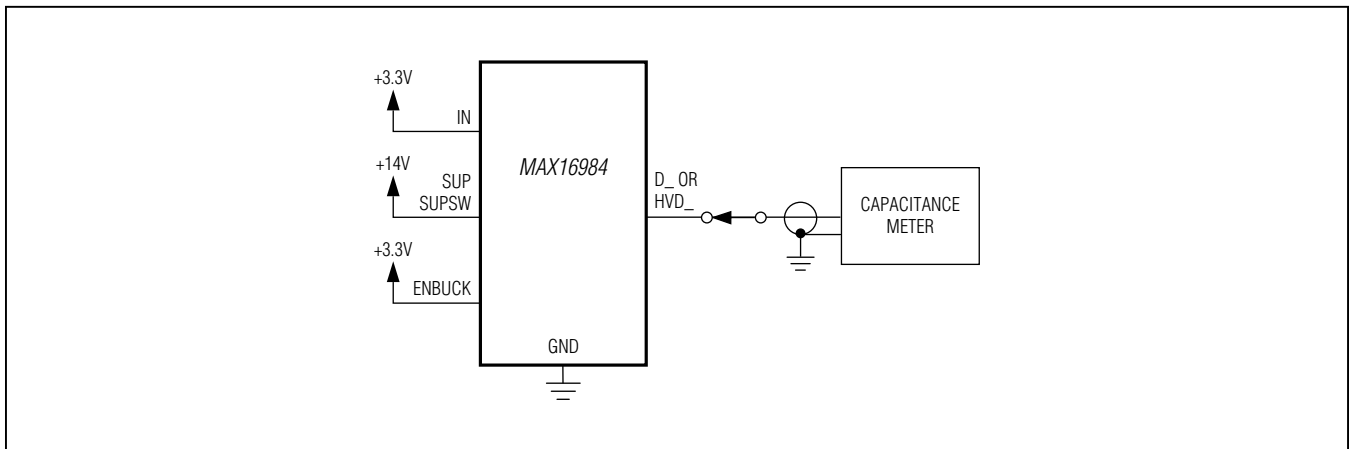 +3.3V
IN
+14V
SUP
SUPSW
+3.3V
ENBUCK
MAX16984
GND
D_ OR
HVD_
CAPACITANCE
METER